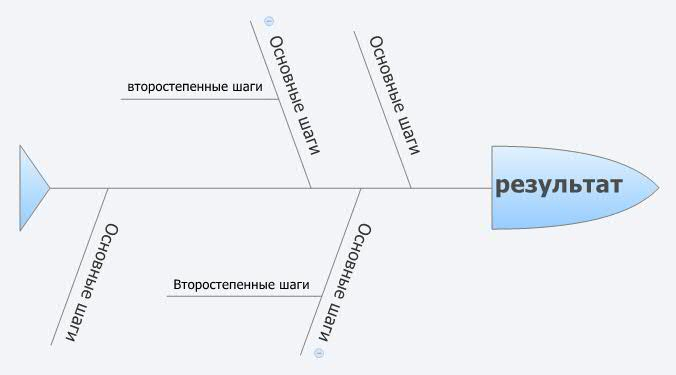 Основные шаги
Основные шаги
второстепенные шаги
результат
Основные шаги
Основные шаги
Второстепенные шаги